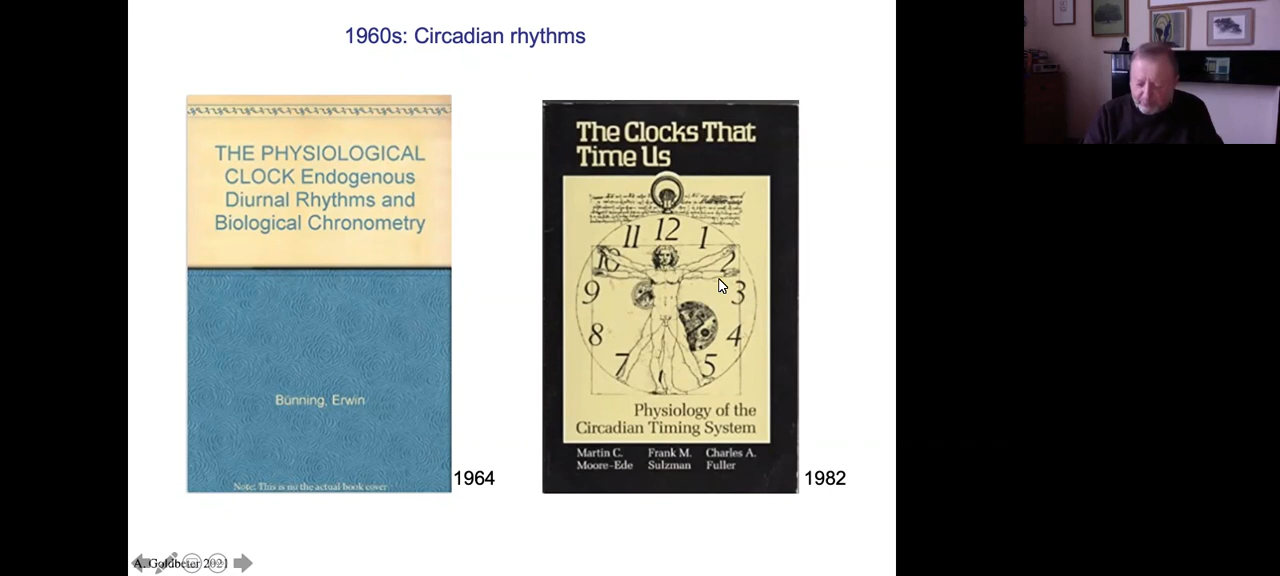 1960s: Circadian rhythms
THE PHYSIOLOGICAL
CLOCK Endogenous
Diurnal Rhythms and
Biological Chronometry
Bünning, Erwin
Note: This is no the actual book cover
1964
The Clocks That
Time Us
12
11
1
10
2
9
3
8
4
7
5
Physiology of the
Circadian Timing System
Martin C. Frank M. Charles A.
Moore-Ede Sulzman Fuller
1982
A. Goldbeter 2021